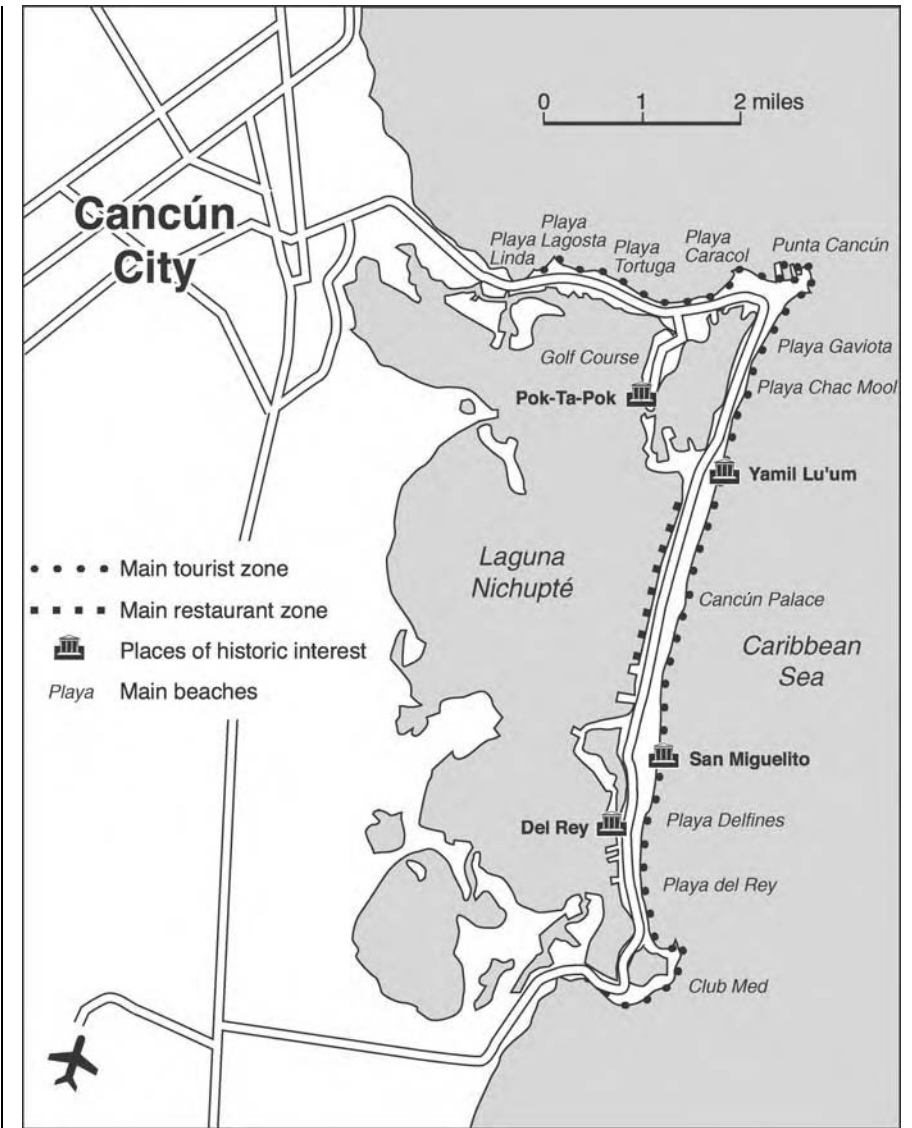 0 1 2 miles
Cancún
City
Playa
Linda
Playa
Lagosta
Playa
Tortuga
Playa
Caracol
Punta Cancún
Playa Gaviota
Golf Course
Playa Chac Mool
Pok-Ta-Pok
Yamil Lu'um
Laguna
Nichupté
Main tourist zone
Main restaurant zone
Places of historic interest
Playa Main beaches
Cancún Palace
Caribbean
Sea
San Miguelito
Del Rey
Playa Delfines
Playa del Rey
Club Med